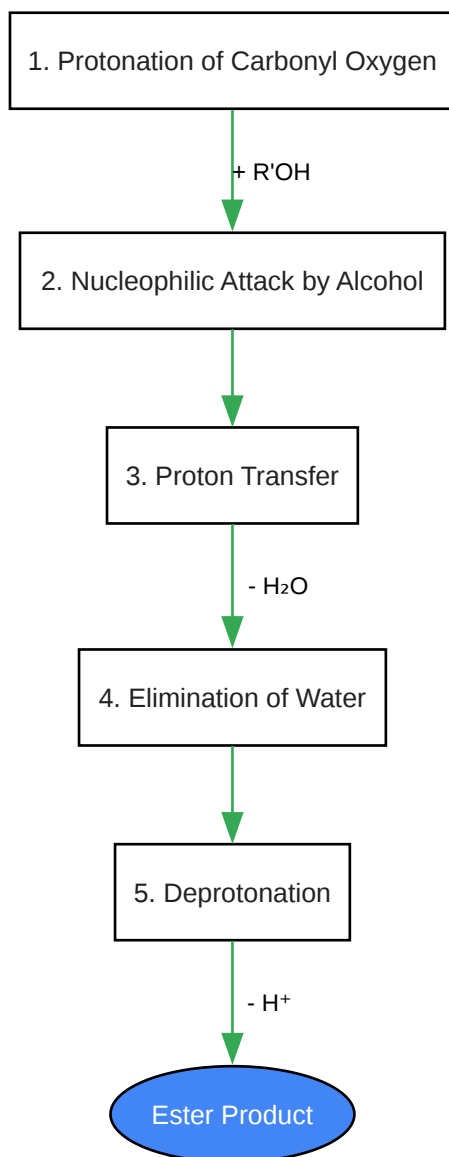 1. Protonation of Carbonyl Oxygen
+ R'OH
2. Nucleophilic Attack by Alcohol
3. Proton Transfer
- H₂O
4. Elimination of Water
5. Deprotonation
- H⁺
Ester Product